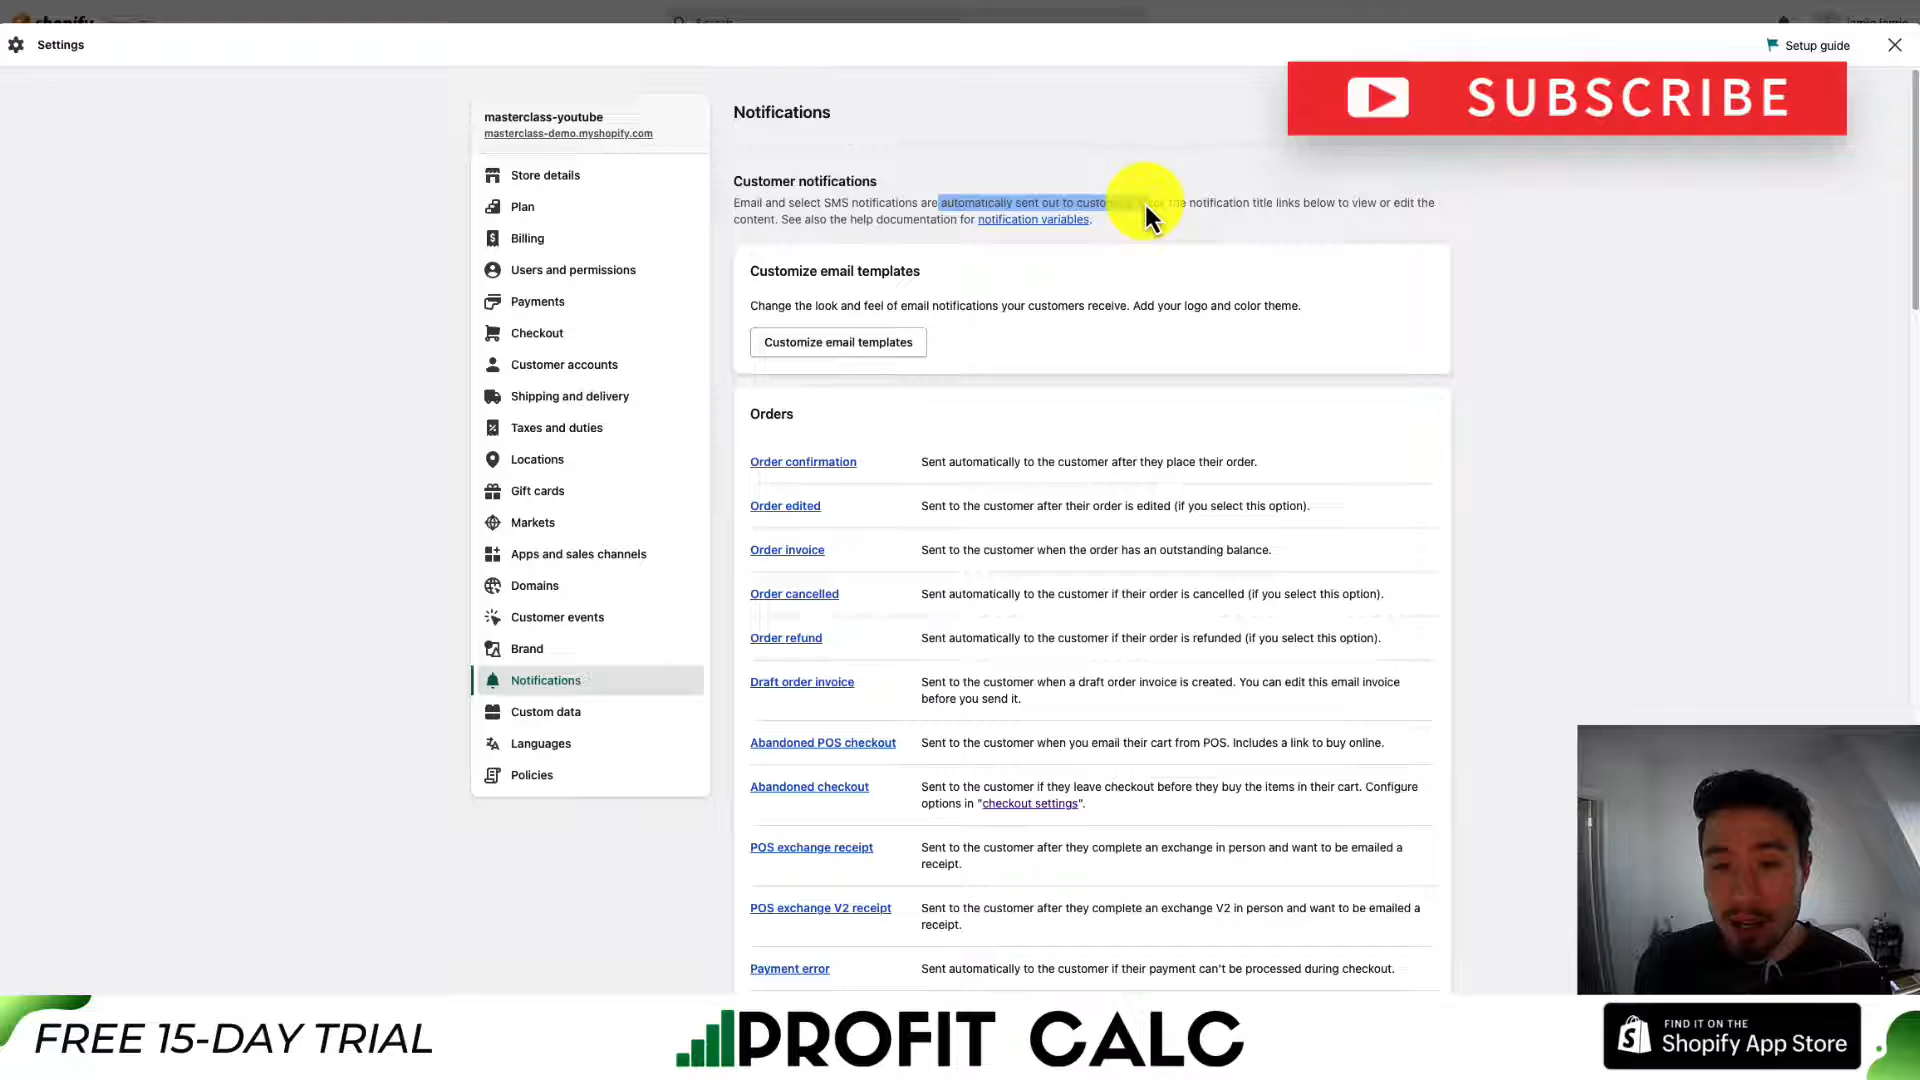 shopify
Search
Settings
Setup guide
SUBSCRIBE
masterclass-youtube
masterclass-demo.myshopify.com
Store details
Plan
Billing
Users and permissions
Payments
Checkout
Customer accounts
Shipping and delivery
Taxes and duties
Locations
Gift cards
Markets
Apps and sales channels
Domains
Customer events
Brand
Notifications
Custom data
Languages
Policies
Notifications
Customer notifications
Email and select SMS notifications are automatically sent out to the notification title links below to view or edit the
content. See also the help documentation for notification variables.
Customize email templates
Change the look and feel of email notifications your customers receive. Add your logo and color theme.
Customize email templates
Orders
Order confirmation Sent automatically to the customer after they place their order.
Order edited Sent to the customer after their order is edited (if you select this option).
Order invoice Sent to the customer when the order has an outstanding balance.
Order cancelled Sent automatically to the customer if their order is cancelled (if you select this option).
Order refund Sent automatically to the customer if their order is refunded (if you select this option).
Draft order invoice Sent to the customer when a draft order invoice is created. You can edit this email invoice
before you send it.
Abandoned POS checkout Sent to the customer when you email their cart from POS. Includes a link to buy online.
Abandoned checkout Sent to the customer if they leave checkout before they buy the items in their cart. Configure
options in "checkout settings".
POS exchange receipt Sent to the customer after they complete an exchange in person and want to be emailed a
receipt.
POS exchange V2 receipt Sent to the customer after they complete an exchange V2 in person and want to be emailed a
receipt.
Payment error Sent automatically to the customer if their payment can't be processed during checkout.
FREE 15-DAY TRIAL
PROFIT CALC
FIND IT ON THE
Shopify App Store